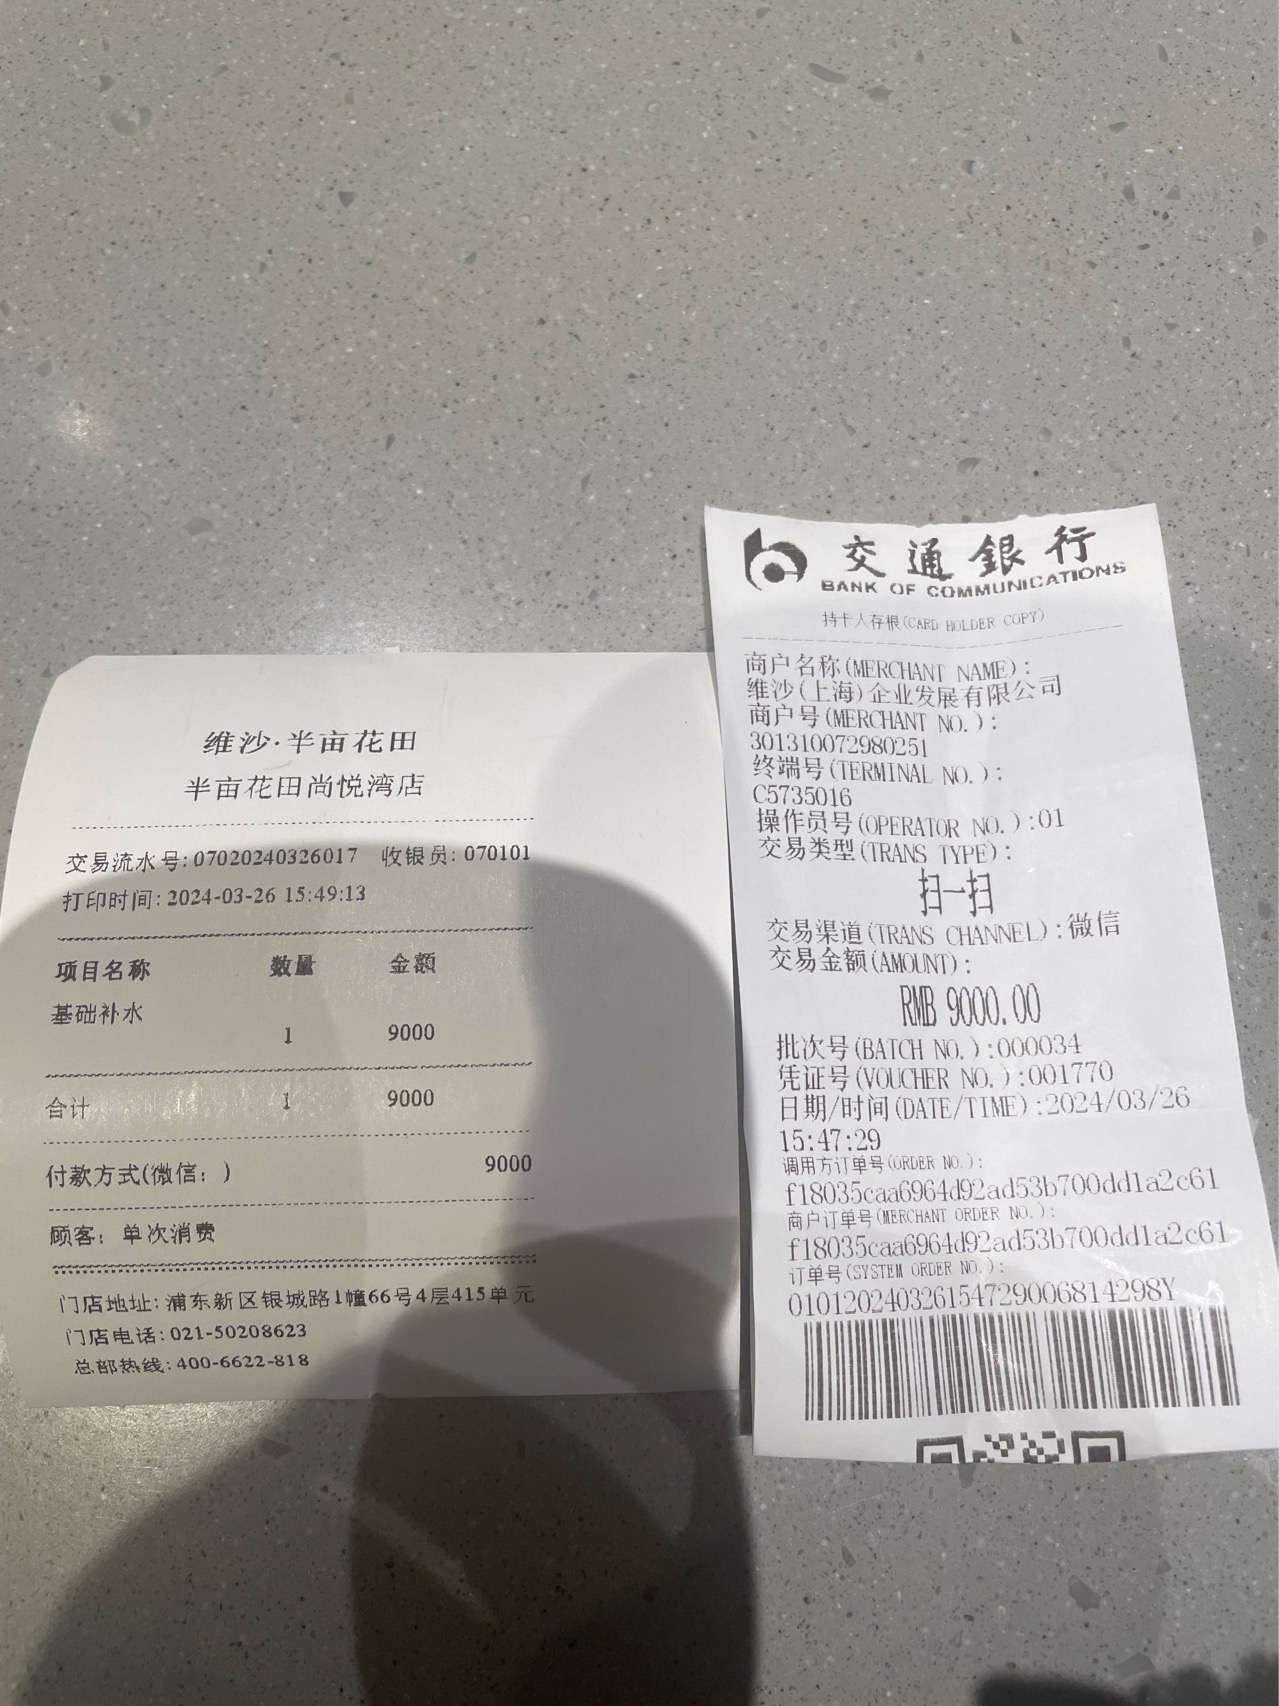 维沙·半亩花田
半亩花田尚悦湾店
交易流水号:07020240326017 收银员:070101
打印时间:2024-03-26 15:49:13
项目名称 数量 金额
基础补水
1 9000
合计 1 9000
付款方式(微信: ) 9000
顾客: 单次消费
门店地址: 浦东新区银城路1幢66号4层415单元
门店电话:021-50208623
总部热线:400-6622-818
交通銀行
BANK OF COMMUNICATIONS
持卡人存根(CARD HOLDER COPY)
商户名称(MERCHANT NAME):
维沙(上海)企业发展有限公司
商户号(MERCHANT NO.):
301310072980251
终端号(TERMINAL NO.):
C5735016
操作员号(OPERATOR NO.):01
交易类型(TRANS TYPE):
扫一扫
交易渠道(TRANS CHANNEL):微信
交易金额(AMOUNT):
RMB 9000.00
批次号(BATCH NO.):000034
凭证号(VOUCHER NO.):001770
日期/时间(DATE/TIME):2024/03/26
15:47:29
调用方订单号(ORDER NO.):
f18035caa6964d92ad53b700dd1a2c61
商户订单号(MERCHANT ORDER NO.):
f18035caa6964d92ad53b700dd1a2c61
订单号(SYSTEM ORDER NO.):
01012024032615472900681429​8Y